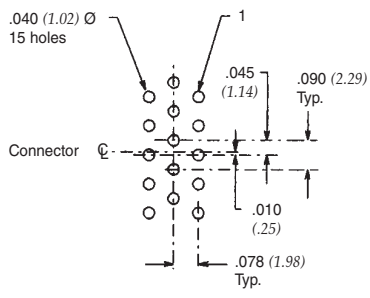 .040 (1.02) Ø
15 holes
1
.045
(1.14)
.090 (2.29)
Typ.
Connector ℄
.010
(.25)
.078 (1.98)
Typ.